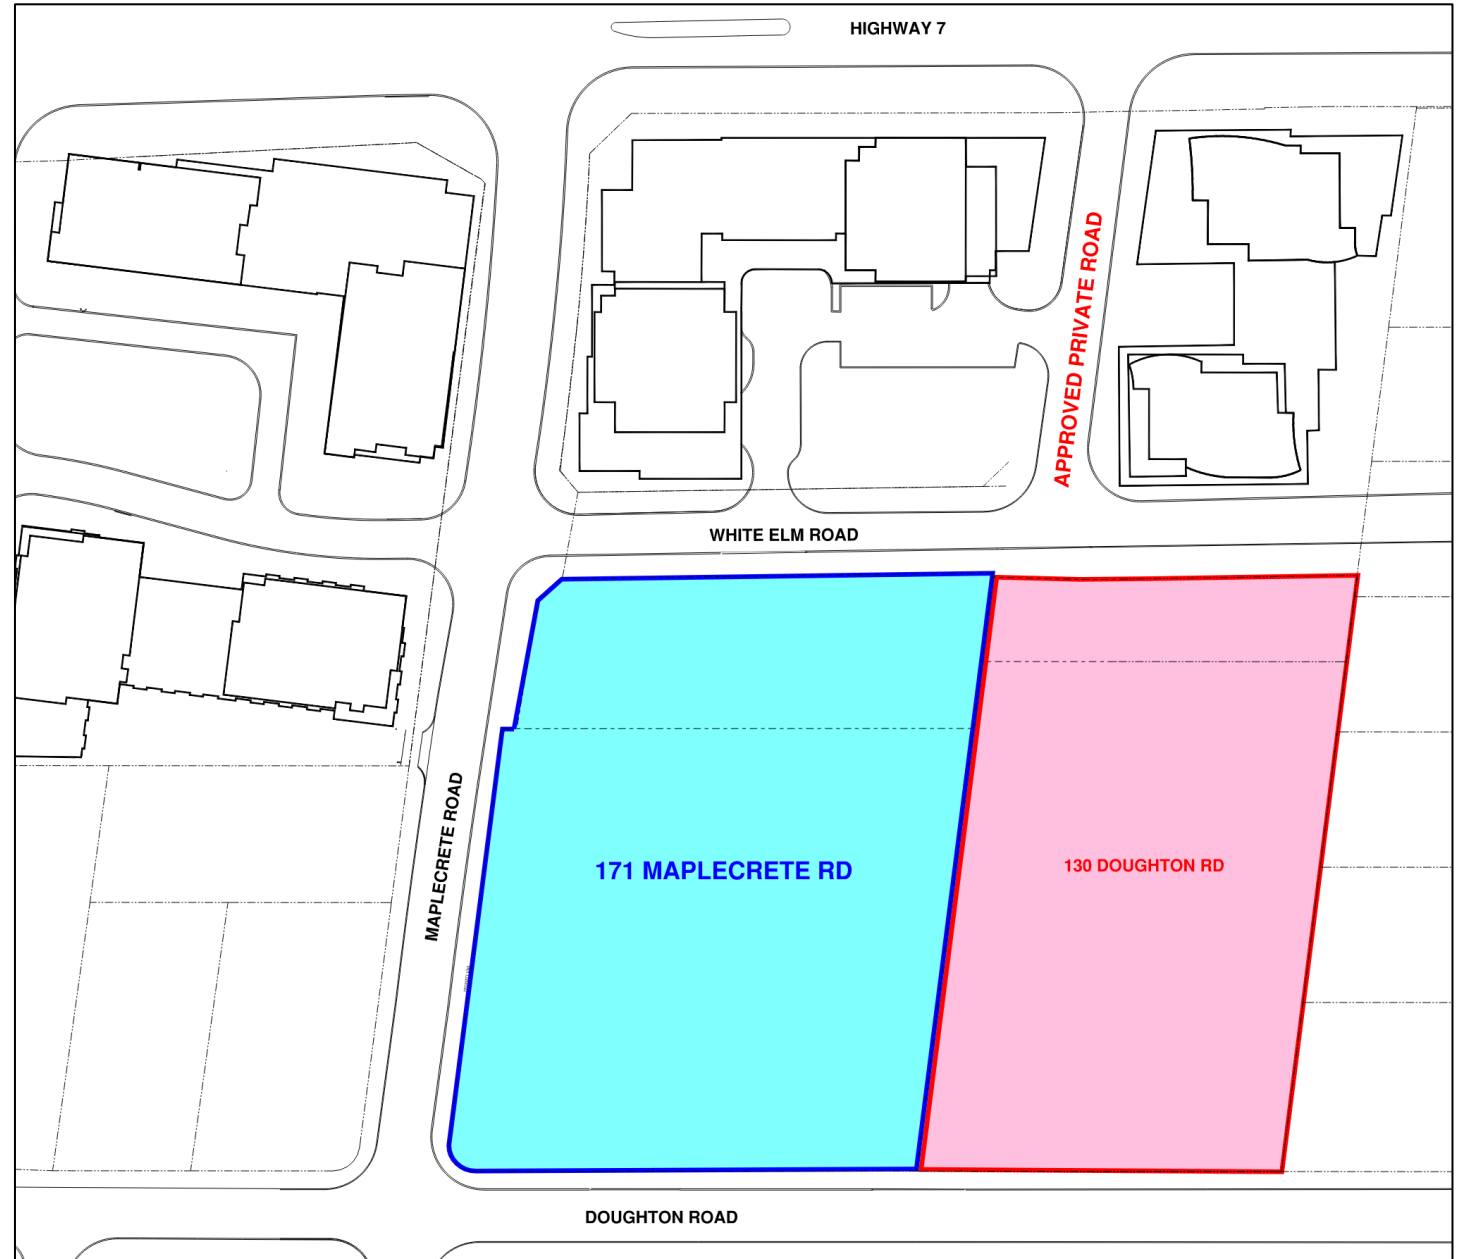 HIGHWAY 7
APPROVED PRIVATE ROAD
WHITE ELM ROAD
MAPLECRETE ROAD
171 MAPLECRETE RD
130 DOUGHTON RD
DOUGHTON ROAD